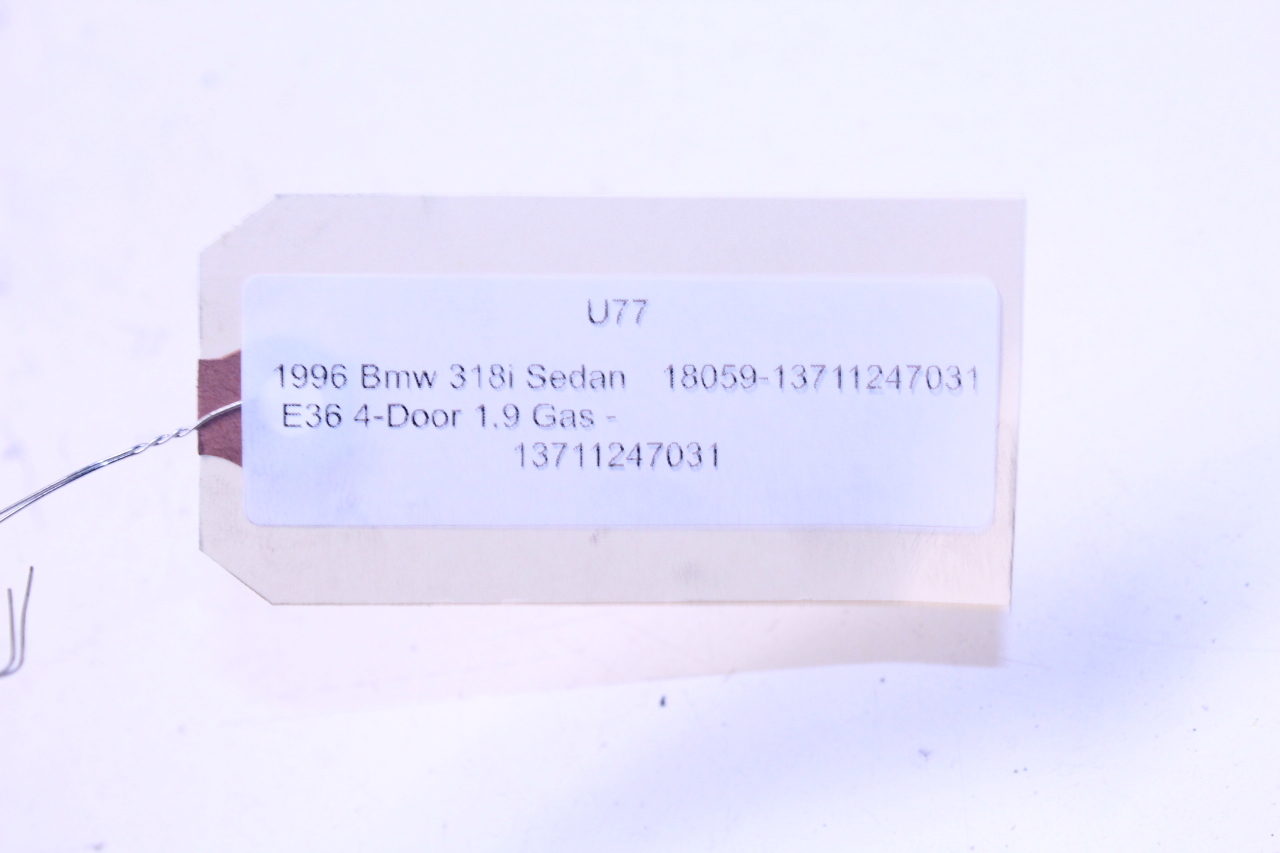 U77
1996 Bmw 318i Sedan 18059-13711247031
E36 4-Door 1.9 Gas -
13711247031